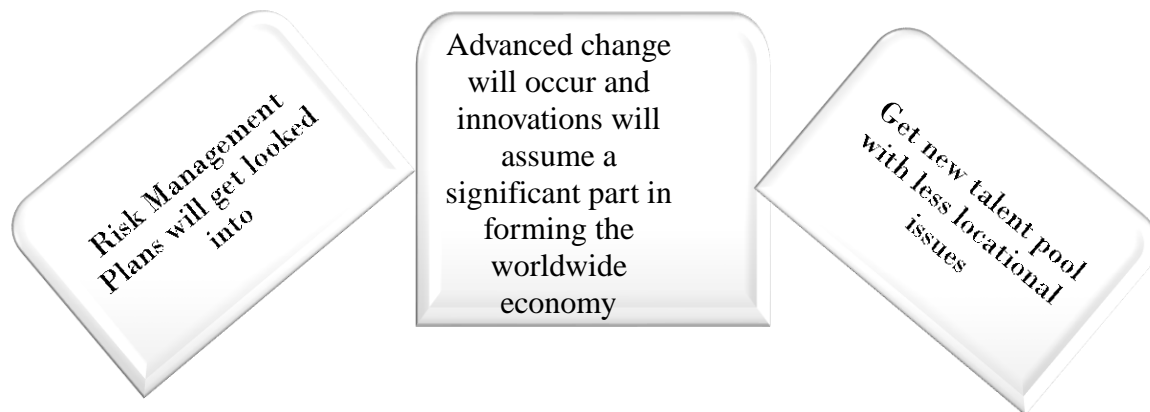 Risk Management
Plans will get looked
into
Advanced change
will occur and
innovations will
assume a
significant part in
forming the
worldwide
economy
Get new talent pool
with less locational
issues